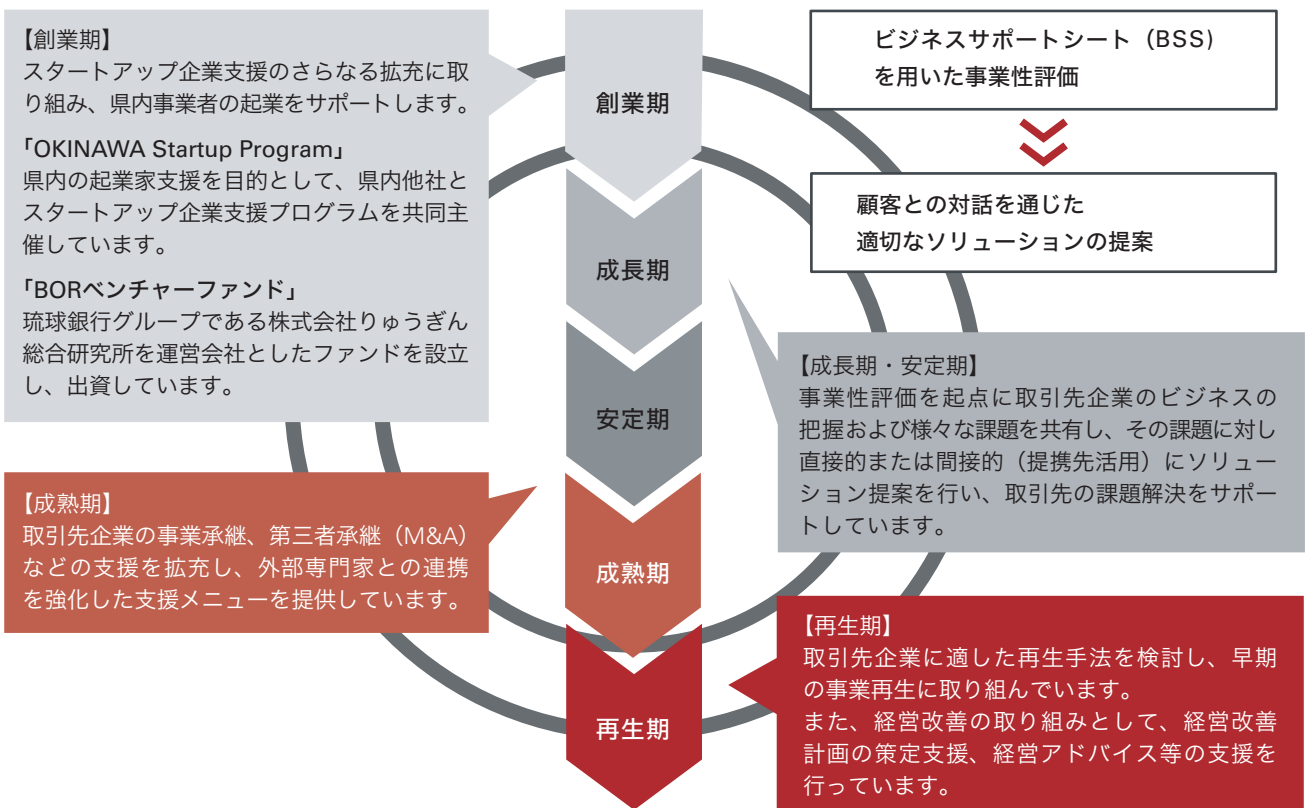 【創業期】
スタートアップ企業支援のさらなる拡充に取
り組み、県内事業者の起業をサポートします。
「OKINAWA Startup Program」
県内の起業家支援を目的として、県内他社と
スタートアップ企業支援プログラムを共同主
催しています。
「BORベンチャーファンド」
琉球銀行グループである株式会社りゅうぎん
総合研究所を運営会社としたファンドを設立
し、出資しています。
【成熟期】
取引先企業の事業承継、第三者承継（M&A）
などの支援を拡充し、外部専門家との連携
を強化した支援メニューを提供しています。
創業期
成長期
安定期
成熟期
再生期
ビジネスサポートシート（BSS）
を用いた事業性評価
顧客との対話を通じた
適切なソリューションの提案
【成長期・安定期】
事業性評価を起点に取引先企業のビジネスの
把握および様々な課題を共有し、その課題に対し
直接的または間接的（提携先活用）にソリュー
ション提案を行い、取引先の課題解決をサポー
トしています。
【再生期】
取引先企業に適した再生手法を検討し、早期
の事業再生に取り組んでいます。
また、経営改善の取り組みとして、経営改善
計画の策定支援、経営アドバイス等の支援を
行っています。